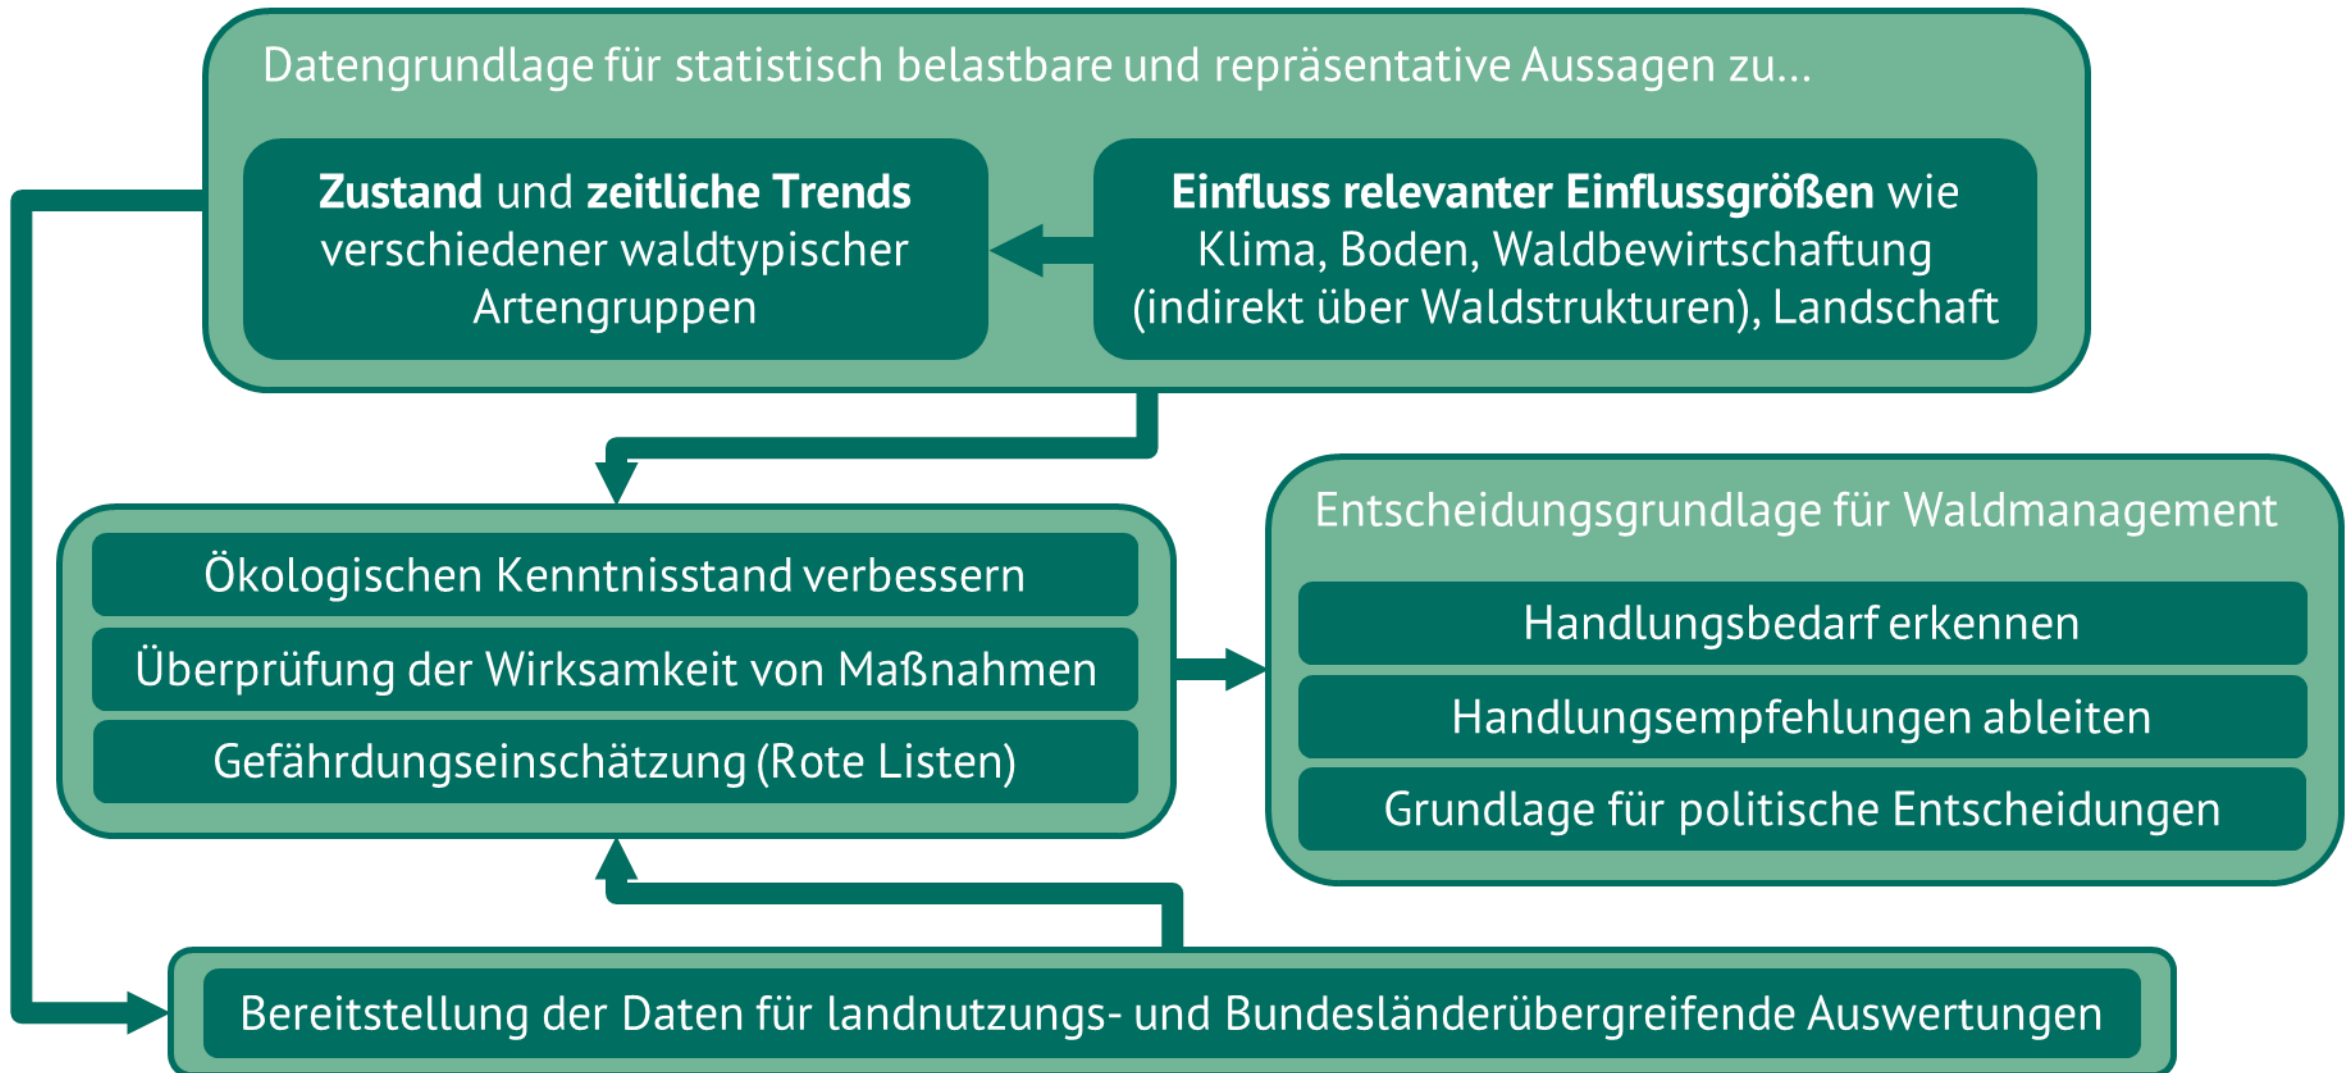 Datengrundlage für statistisch belastbare und repräsentative Aussagen zu...
Zustand und zeitliche Trends
verschiedener waldtypischer
Artengruppen
Einfluss relevanter Einflussgrößen wie
Klima, Boden, Waldbewirtschaftung
(indirekt über Waldstrukturen), Landschaft
Ökologischen Kenntnisstand verbessern
Überprüfung der Wirksamkeit von Maßnahmen
Gefährdungseinschätzung (Rote Listen)
Entscheidungsgrundlage für Waldmanagement
Handlungsbedarf erkennen
Handlungsempfehlungen ableiten
Grundlage für politische Entscheidungen
Bereitstellung der Daten für landnutzungs- und Bundesländerübergreifende Auswertungen